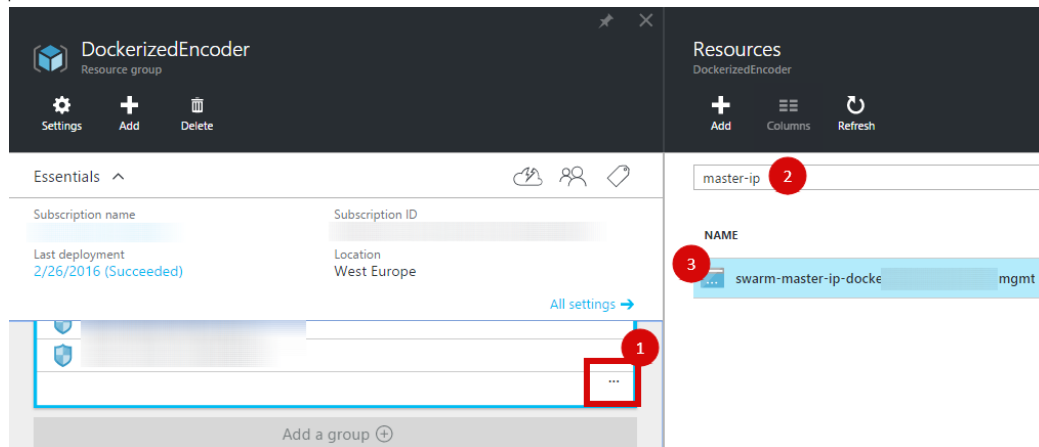 DockerizedEncoder
Resource group
Settings
Add
Delete
Essentials
Subscription name
Subscription ID
Last deployment
2/26/2016 (Succeeded)
Location
West Europe
All settings
1
...
Add a group
Resources
DockerizedEncoder
Add
Columns
Refresh
master-ip
2
NAME
3
swarm-master-ip-docke mgmt